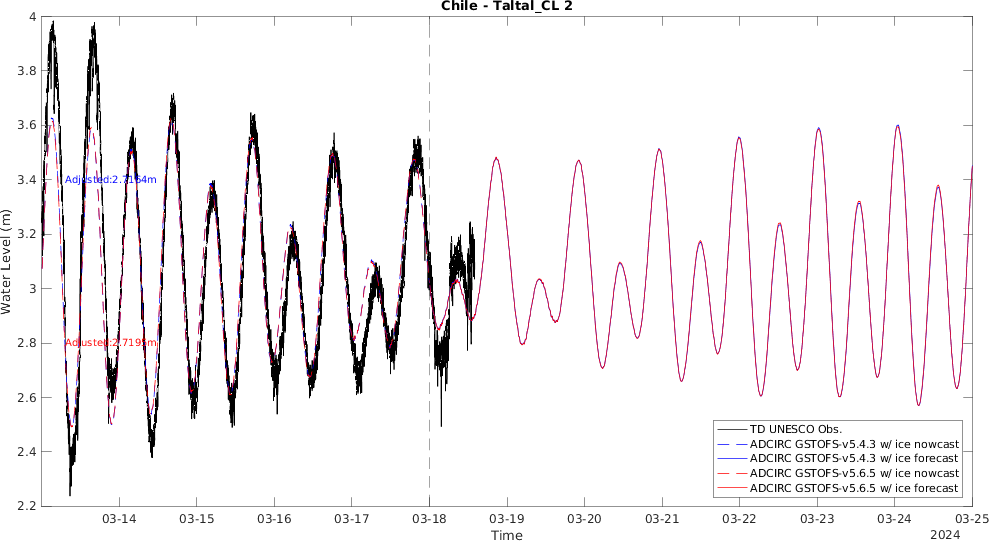 Chile - Taltal_CL 2
4
3.8
3.6
3.4
3.2
3
2.8
2.6
2.4
2.2
Water Level (m)
Adjusted:2.7164m
Adjusted:2.7195m
TD UNESCO Obs.
ADCIRC GSTOFS-v5.4.3 w/ ice nowcast
ADCIRC GSTOFS-v5.4.3 w/ ice forecast
ADCIRC GSTOFS-v5.6.5 w/ ice nowcast
ADCIRC GSTOFS-v5.6.5 w/ ice forecast
03-14 03-15 03-16 03-17 03-18 03-19 03-20 03-21 03-22 03-23 03-24 03-25
Time
2024